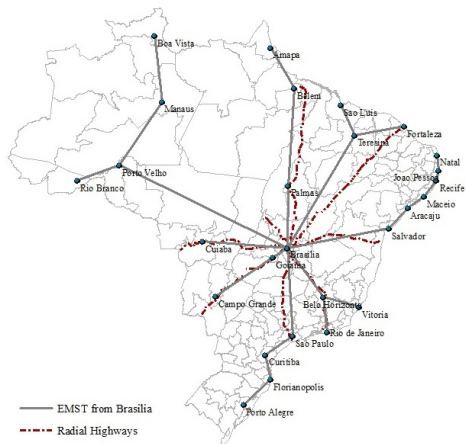 Boa Vista
Amapa
Belem
Manaus
Sao Luis
Fortaleza
Teresina
Natal
Porto Velho
Joao Pessoa
Rio Branco
Palmas
Recife
Maceio
Aracaju
Salvador
Cuiaba
Brasilia
Goiania
Campo Grande
Belo Horizonte
Vitoria
Rio de Janeiro
Sao Paulo
Curitiba
Florianopolis
EMST from Brasilia
Porto Alegre
Radial Highways